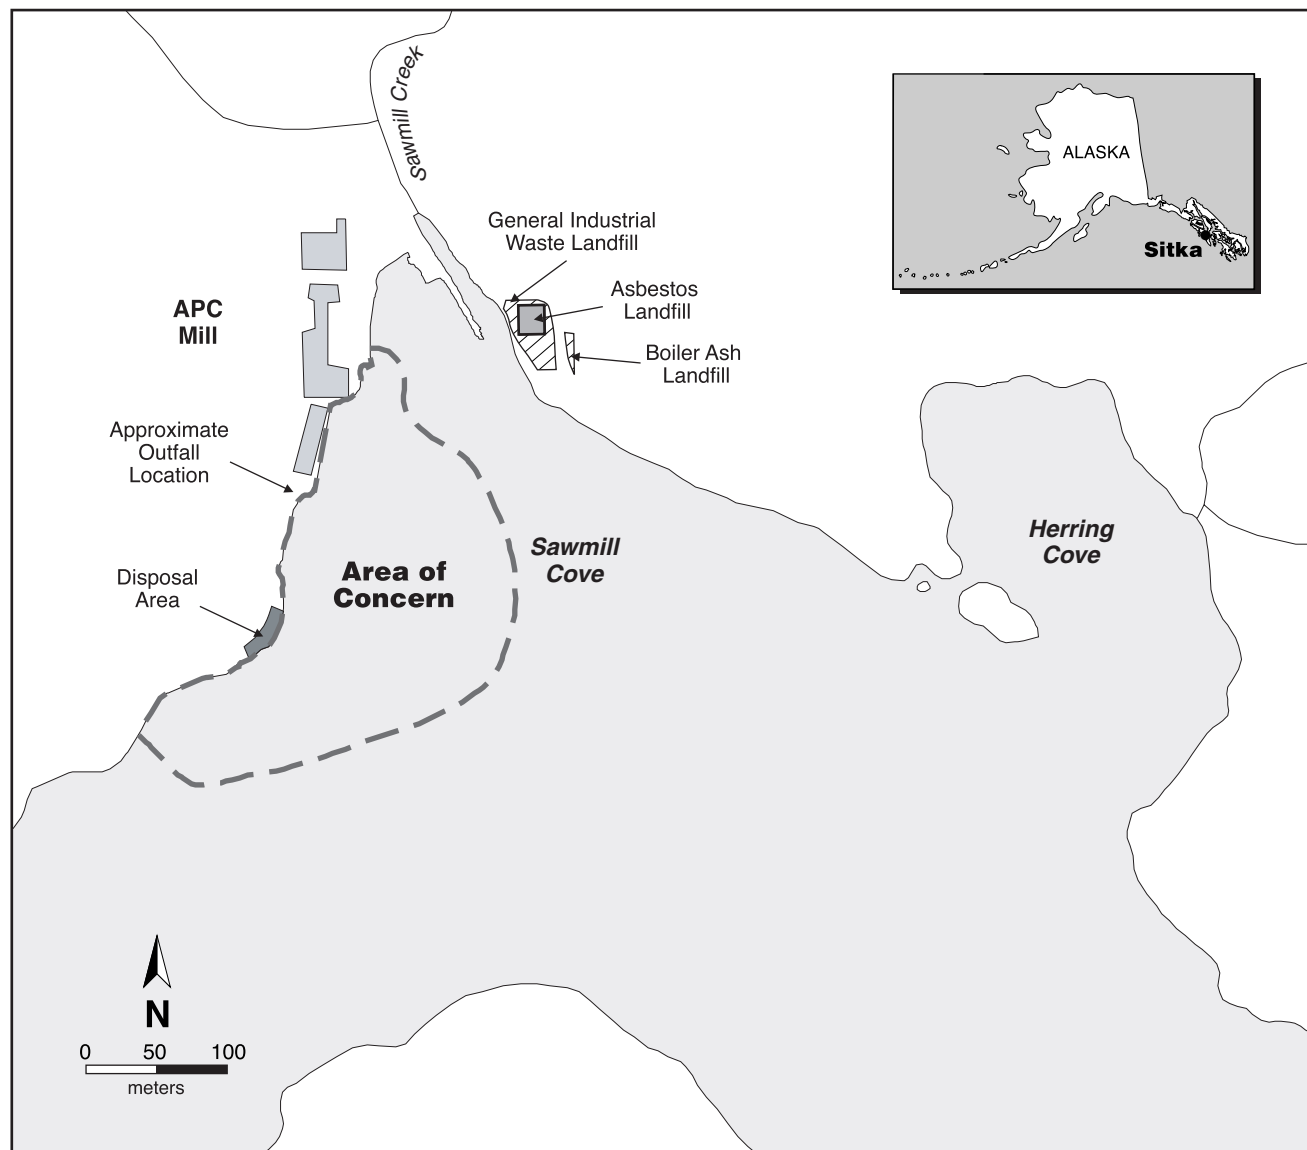 Sawmill Creek
ALASKA
Sitka
General Industrial
Waste Landfill
Asbestos
Landfill
APC
Mill
Boiler Ash
Landfill
Approximate
Outfall
Location
Herring
Cove
Sawmill
Cove
Area of
Concern
Disposal
Area
N
0 50 100
meters